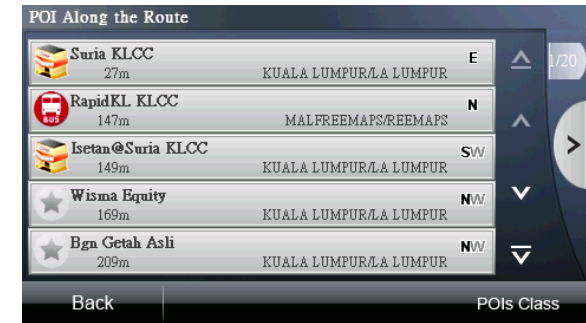 POI Along the Route
Suria KLCC E
27m KUALA LUMPUR/LA LUMPUR
1/20
RapidKL KLCC N
BUS 147m MALFREEMAPS/REEMAPS
Isetan@Suria KLCC SW
149m KUALA LUMPUR/LA LUMPUR
Wisma Equity NW
169m KUALA LUMPUR/LA LUMPUR
Bgn Getah Asli NW
209m KUALA LUMPUR/LA LUMPUR
Back POIs Class